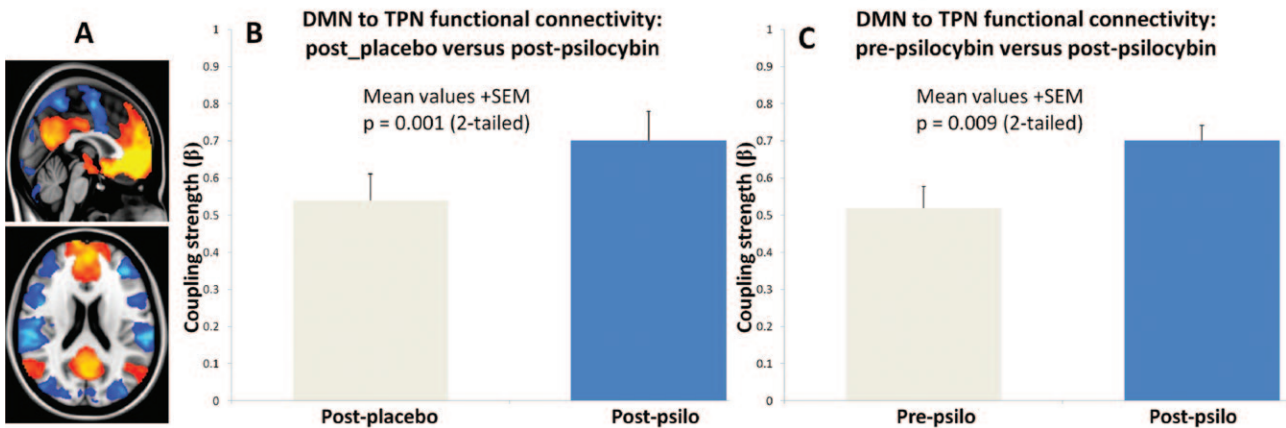 A
B
DMN to TPN functional connectivity:
post_placebo versus post-psilocybin
Mean values +SEM
p = 0.001 (2-tailed)
Coupling strength (β)
1
0.9
0.8
0.7
0.6
0.5
0.4
0.3
0.2
0.1
0
Post-placebo
Post-psilo
C
DMN to TPN functional connectivity:
pre-psilocybin versus post-psilocybin
Mean values +SEM
p = 0.009 (2-tailed)
Coupling strength (β)
1
0.9
0.8
0.7
0.6
0.5
0.4
0.3
0.2
0.1
0
Pre-psilo
Post-psilo